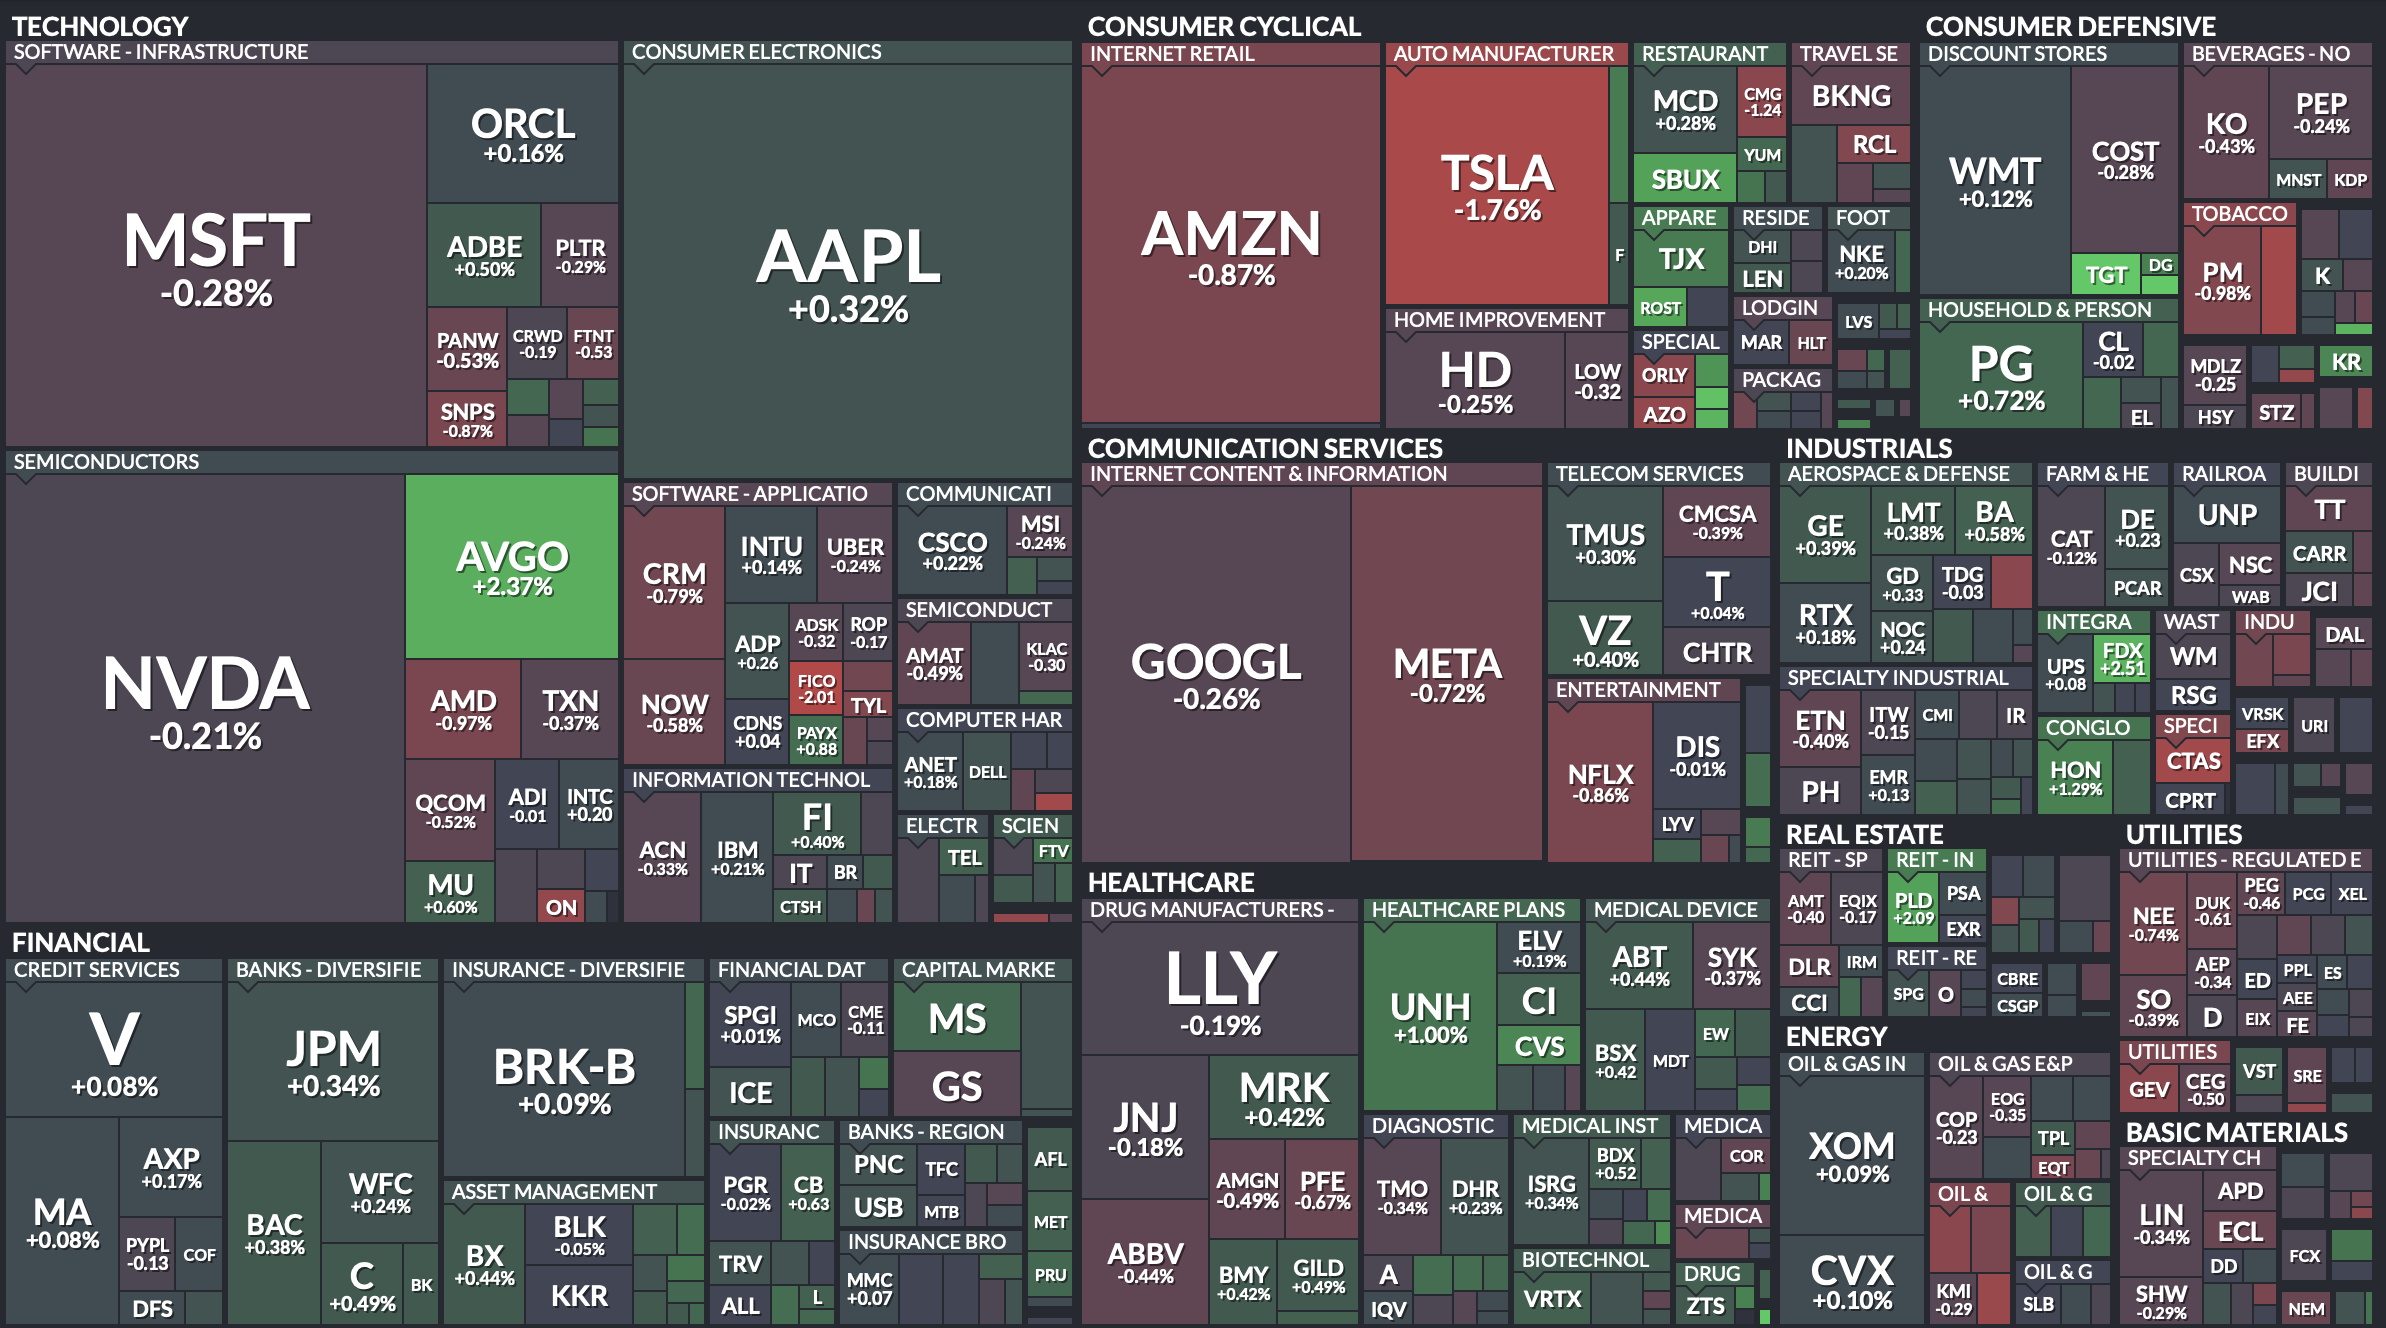 TECHNOLOGY
SOFTWARE - INFRASTRUCTURE
MSFT
-0.28%
ORCL
+0.16%
ADBE
+0.50%
PLTR
-0.29%
PANW
-0.53%
CRWD
-0.19
FTNT
-0.53
SNPS
-0.87%
CONSUMER ELECTRONICS
AAPL
+0.32%
SEMICONDUCTORS
NVDA
-0.21%
AVGO
+2.37%
AMD
-0.97%
TXN
-0.37%
QCOM
-0.52%
ADI
-0.01
INTC
+0.20
MU
+0.60%
ON
SOFTWARE - APPLICATIO
CRM
-0.79%
INTU
+0.14%
UBER
-0.24%
NOW
-0.58%
ADP
+0.26
ADSK
-0.32
ROP
-0.17
FICO
-2.01
TYL
CDNS
+0.04
PAYX
+0.88
INFORMATION TECHNOL
ACN
-0.33%
IBM
+0.21%
FI
+0.40%
IT
BR
CTSH
COMMUNICATI
CSCO
+0.22%
MSI
-0.24%
SEMICONDUCT
AMAT
-0.49%
KLAC
-0.30
COMPUTER HAR
ANET
+0.18%
DELL
ELECTR
TEL
SCIEN
FTV
FINANCIAL
CREDIT SERVICES
V
+0.08%
MA
+0.08%
AXP
+0.17%
PYPL
-0.13
COF
DFS
BANKS - DIVERSIFIE
JPM
+0.34%
BAC
+0.38%
WFC
+0.24%
C
+0.49%
BK
INSURANCE - DIVERSIFIE
BRK-B
+0.09%
ASSET MANAGEMENT
BX
+0.44%
BLK
-0.05%
KKR
FINANCIAL DAT
SPGI
+0.01%
MCO
CME
-0.11
ICE
CAPITAL MARKE
MS
GS
INSURANC
PGR
-0.02%
CB
+0.63
TRV
ALL
L
BANKS - REGION
PNC
TFC
USB
MTB
INSURANCE BRO
MMC
+0.07
AFL
MET
PRU
CONSUMER CYCLICAL
INTERNET RETAIL
AMZN
-0.87%
AUTO MANUFACTURER
TSLA
-1.76%
F
HOME IMPROVEMENT
HD
-0.25%
LOW
-0.32
RESTAURANT
MCD
+0.28%
CMG
-1.24
SBUX
YUM
TRAVEL SE
BKNG
RCL
APPARE
TJX
ROST
RESIDE
DHI
LEN
FOOT
NKE
+0.20%
SPECIAL
ORLY
AZO
LODGIN
MAR
HLT
LVS
PACKAG
CONSUMER DEFENSIVE
DISCOUNT STORES
WMT
+0.12%
COST
-0.28%
TGT
DG
BEVERAGES - NO
KO
-0.43%
PEP
-0.24%
MNST
KDP
TOBACCO
PM
-0.98%
K
HOUSEHOLD & PERSON
PG
+0.72%
CL
-0.02
EL
MDLZ
-0.25
HSY
KR
STZ
COMMUNICATION SERVICES
INTERNET CONTENT & INFORMATION
GOOGL
-0.26%
META
-0.72%
TELECOM SERVICES
TMUS
+0.30%
CMCSA
-0.39%
T
+0.04%
VZ
+0.40%
CHTR
ENTERTAINMENT
NFLX
-0.86%
DIS
-0.01%
LYV
INDUSTRIALS
AEROSPACE & DEFENSE
GE
+0.39%
LMT
+0.38%
BA
+0.58%
RTX
+0.18%
GD
+0.33
TDG
-0.03
NOC
+0.24
SPECIALTY INDUSTRIAL
ETN
-0.40%
ITW
-0.15
CMI
IR
PH
EMR
+0.13
FARM & HE
CAT
-0.12%
DE
+0.23
PCAR
RAILROA
UNP
CSX
NSC
WAB
BUILDI
TT
CARR
JCI
INTEGRA
UPS
+0.08
FDX
+2.51
WAST
WM
RSG
INDU
DAL
CONGLO
HON
+1.29%
SPECI
CTAS
CPRT
VRSK
EFX
URI
HEALTHCARE
DRUG MANUFACTURERS -
LLY
-0.19%
JNJ
-0.18%
MRK
+0.42%
ABBV
-0.44%
AMGN
-0.49%
PFE
-0.67%
BMY
+0.42%
GILD
+0.49%
HEALTHCARE PLANS
UNH
+1.00%
ELV
+0.19%
CI
CVS
MEDICAL DEVICE
ABT
+0.44%
SYK
-0.37%
BSX
+0.42
MDT
EW
DIAGNOSTIC
TMO
-0.34%
DHR
+0.23%
A
IQV
MEDICAL INST
ISRG
+0.34%
BDX
+0.52
BIOTECHNOL
VRTX
MEDICA
COR
MEDICA
DRUG
ZTS
REAL ESTATE
REIT - SP
AMT
-0.40
EQIX
-0.17
DLR
IRM
CCI
REIT - IN
PLD
+2.09
PSA
EXR
REIT - RE
SPG
O
CBRE
CSGP
UTILITIES
UTILITIES - REGULATED E
NEE
-0.74%
DUK
-0.61
PEG
-0.46
PCG
XEL
SO
-0.39%
AEP
-0.34
ED
PPL
ES
AEE
D
EIX
FE
UTILITIES
GEV
CEG
-0.50
VST
SRE
ENERGY
OIL & GAS IN
XOM
+0.09%
CVX
+0.10%
OIL & GAS E&P
COP
-0.23
EOG
-0.35
TPL
EQT
OIL &
KMI
-0.29
OIL & G
OIL & G
SLB
BASIC MATERIALS
SPECIALTY CH
LIN
-0.34%
APD
ECL
DD
SHW
-0.29%
FCX
NEM